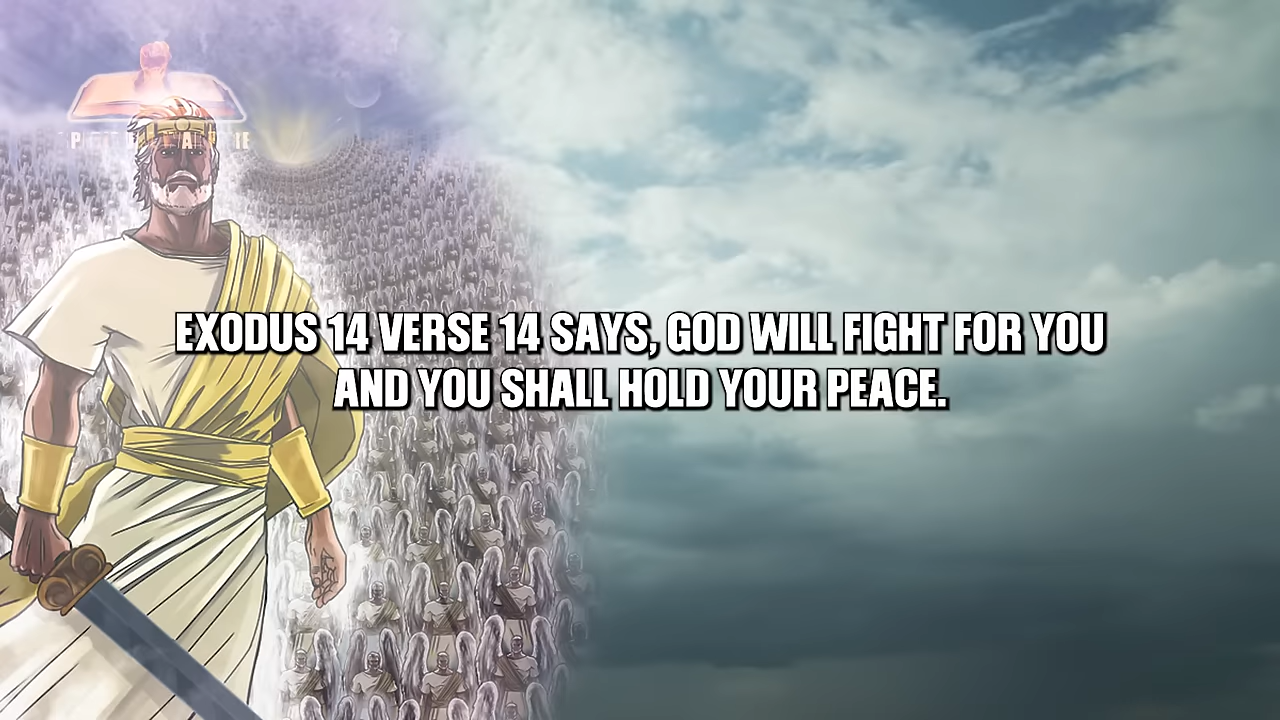 EXODUS 14 VERSE 14 SAYS, GOD WILL FIGHT FOR YOU
AND YOU SHALL HOLD YOUR PEACE.